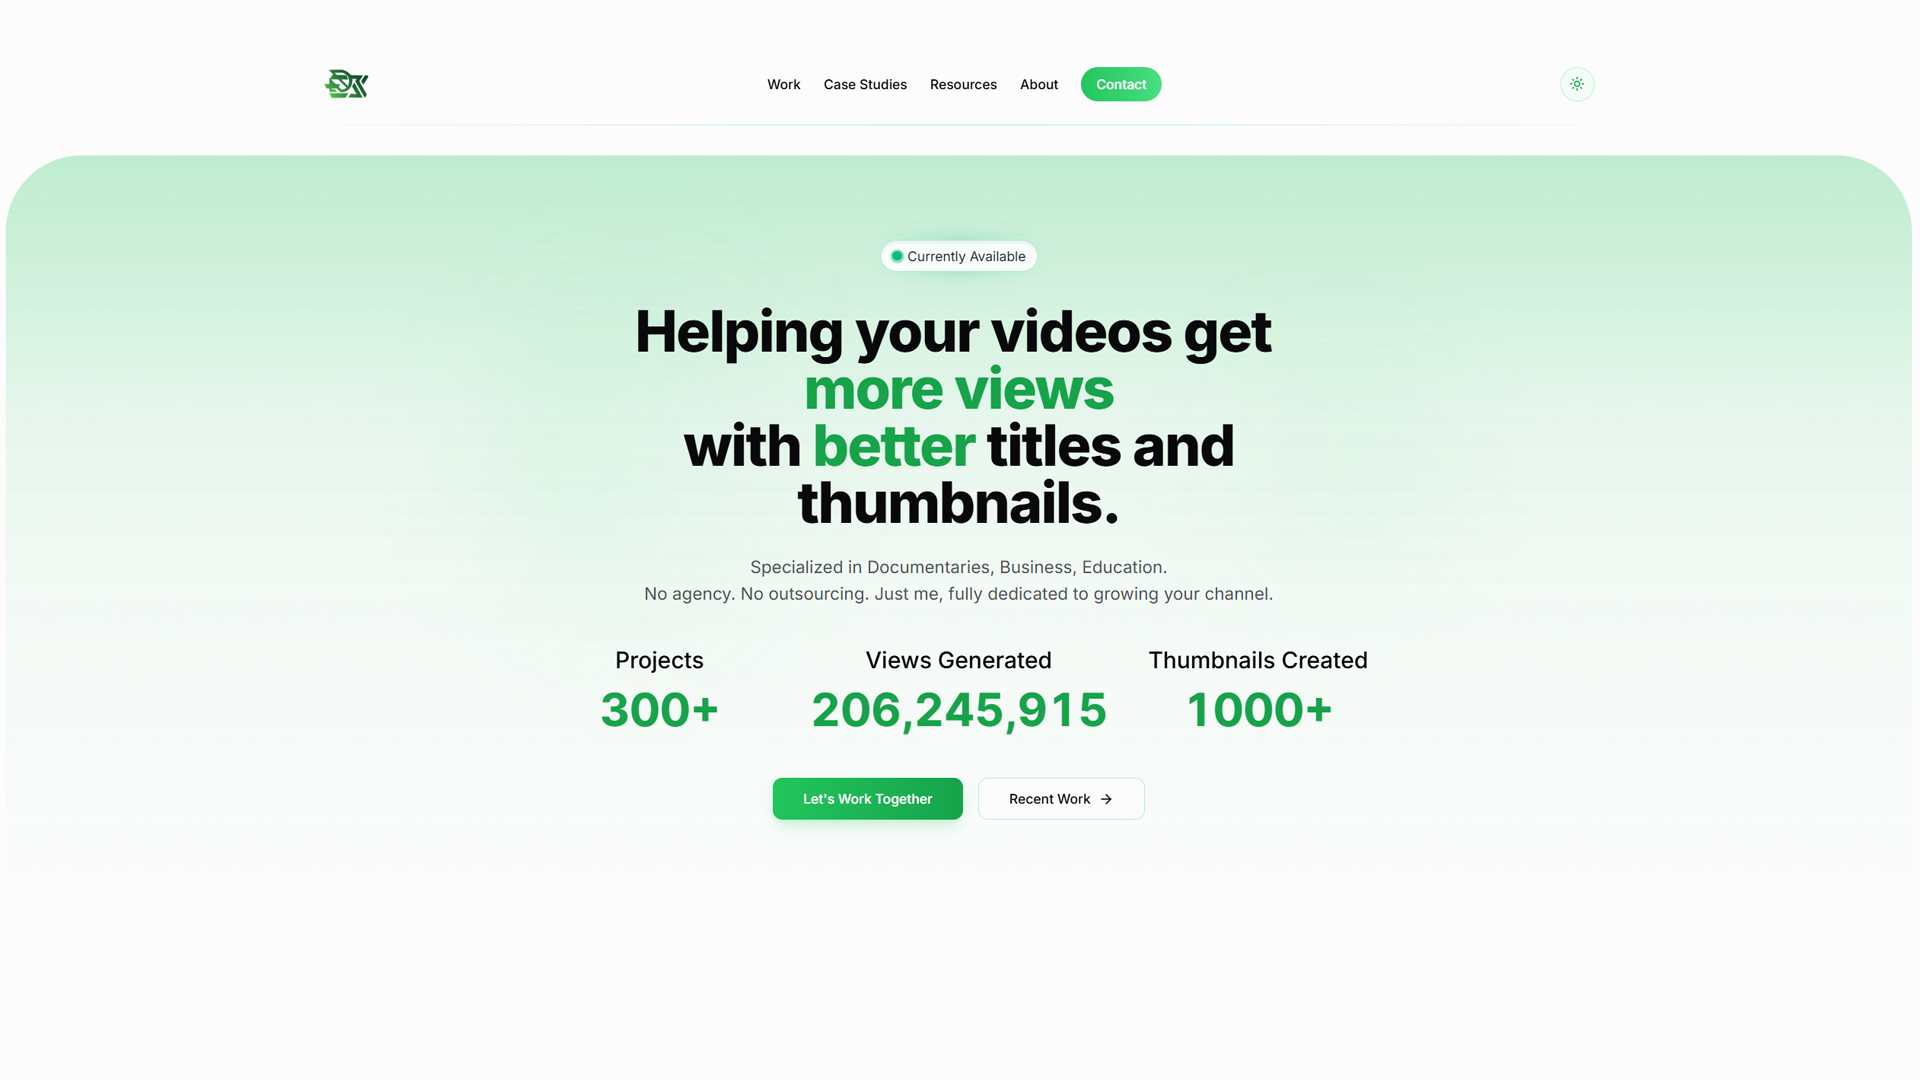 Work
Case Studies
Resources
About
Contact
Currently Available
Helping your videos get
more views
with better titles and
thumbnails.
Specialized in Documentaries, Business, Education.
No agency. No outsourcing. Just me, fully dedicated to growing your channel.
Projects
300+
Views Generated
206,245,915
Thumbnails Created
1000+
Let's Work Together
Recent Work